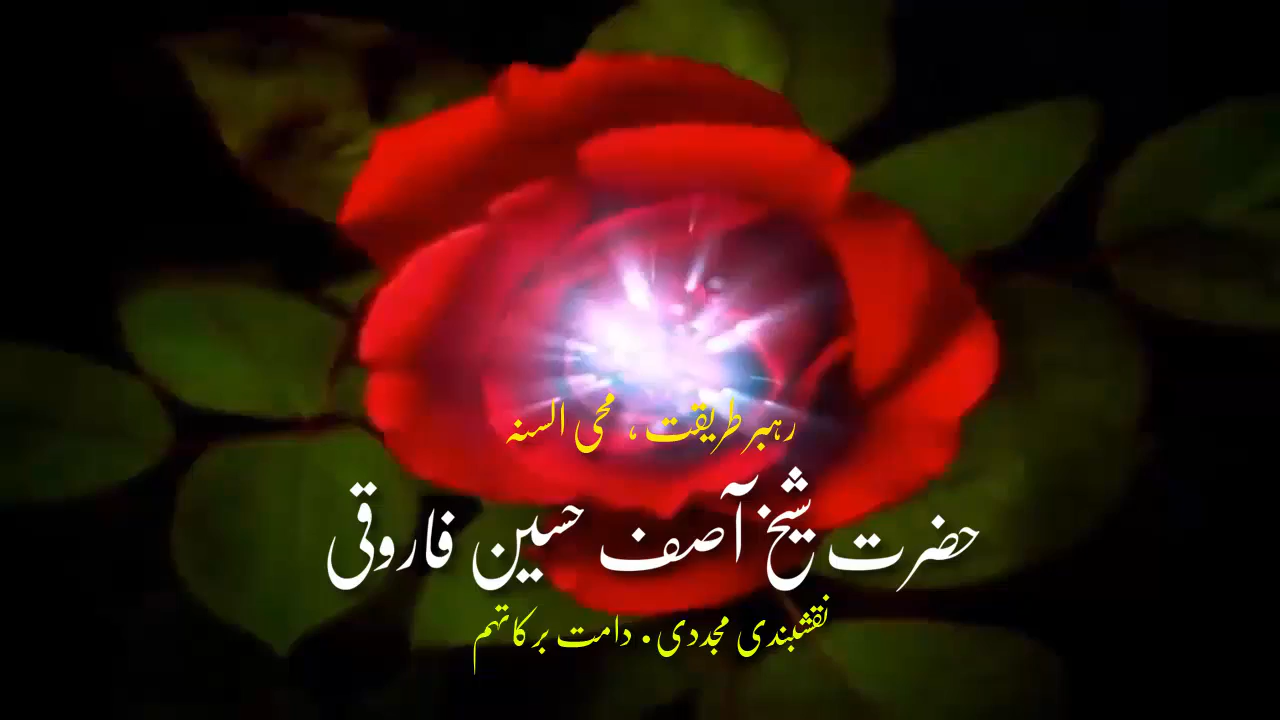 رہبر طریقت ، محی السنہ
حضرت شیخ آصف حسین فاروقی
نقشبندی مجددی . دامت برکاتہم